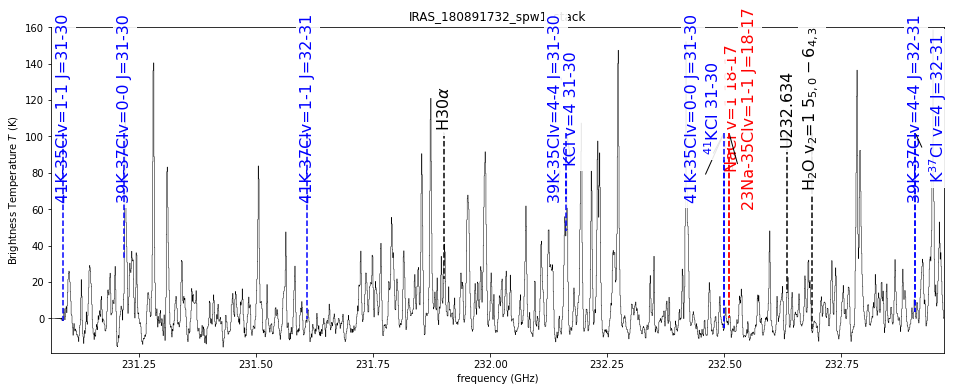 IRAS_180891732_spw1
160
140
120
100
80
60
40
20
0
Brightness Temperature T (K)
41K-35Clv=1-1 J=31-30
39K-37Clv=0-0 J=31-30
41K-37Clv=1-1 J=32-31
H30α
39K-35Clv=4-4 J=31-30
KCl v=4 31-30
41K-35Clv=0-0 J=31-30
⁴¹KCl 31-30
NaCl v=1 18-17
23Na-35Clv=1-1 J=18-17
U232.634
H₂O v₂=1 5₅,₀ − 6₄,₃
39K-37Clv=4-4 J=32-31
K³⁷Cl v=4 J=32-31
231.25
231.50
231.75
232.00
232.25
232.50
232.75
frequency (GHz)